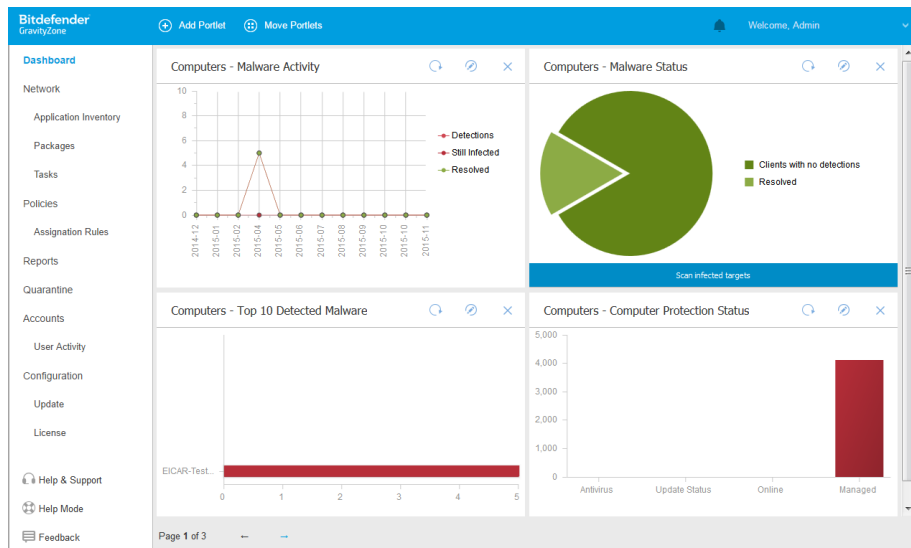 Bitdefender
GravityZone
Add Portlet
Move Portlets
Welcome, Admin
Dashboard
Network
Application Inventory
Packages
Tasks
Policies
Assignation Rules
Reports
Quarantine
Accounts
User Activity
Configuration
Update
License
Help & Support
Help Mode
Feedback
Computers - Malware Activity
10
8
6
4
2
0
2014-12
2015-01
2015-02
2015-04
2015-05
2015-06
2015-07
2015-08
2015-09
2015-10
2015-10
2015-11
Detections
Still Infected
Resolved
Computers - Malware Status
Clients with no detections
Resolved
Scan infected targets
Computers - Top 10 Detected Malware
EICAR-Test...
0 1 2 3 4 5
Computers - Computer Protection Status
5,000
4,000
3,000
2,000
1,000
0
Antivirus Update Status Online Managed
Page 1 of 3